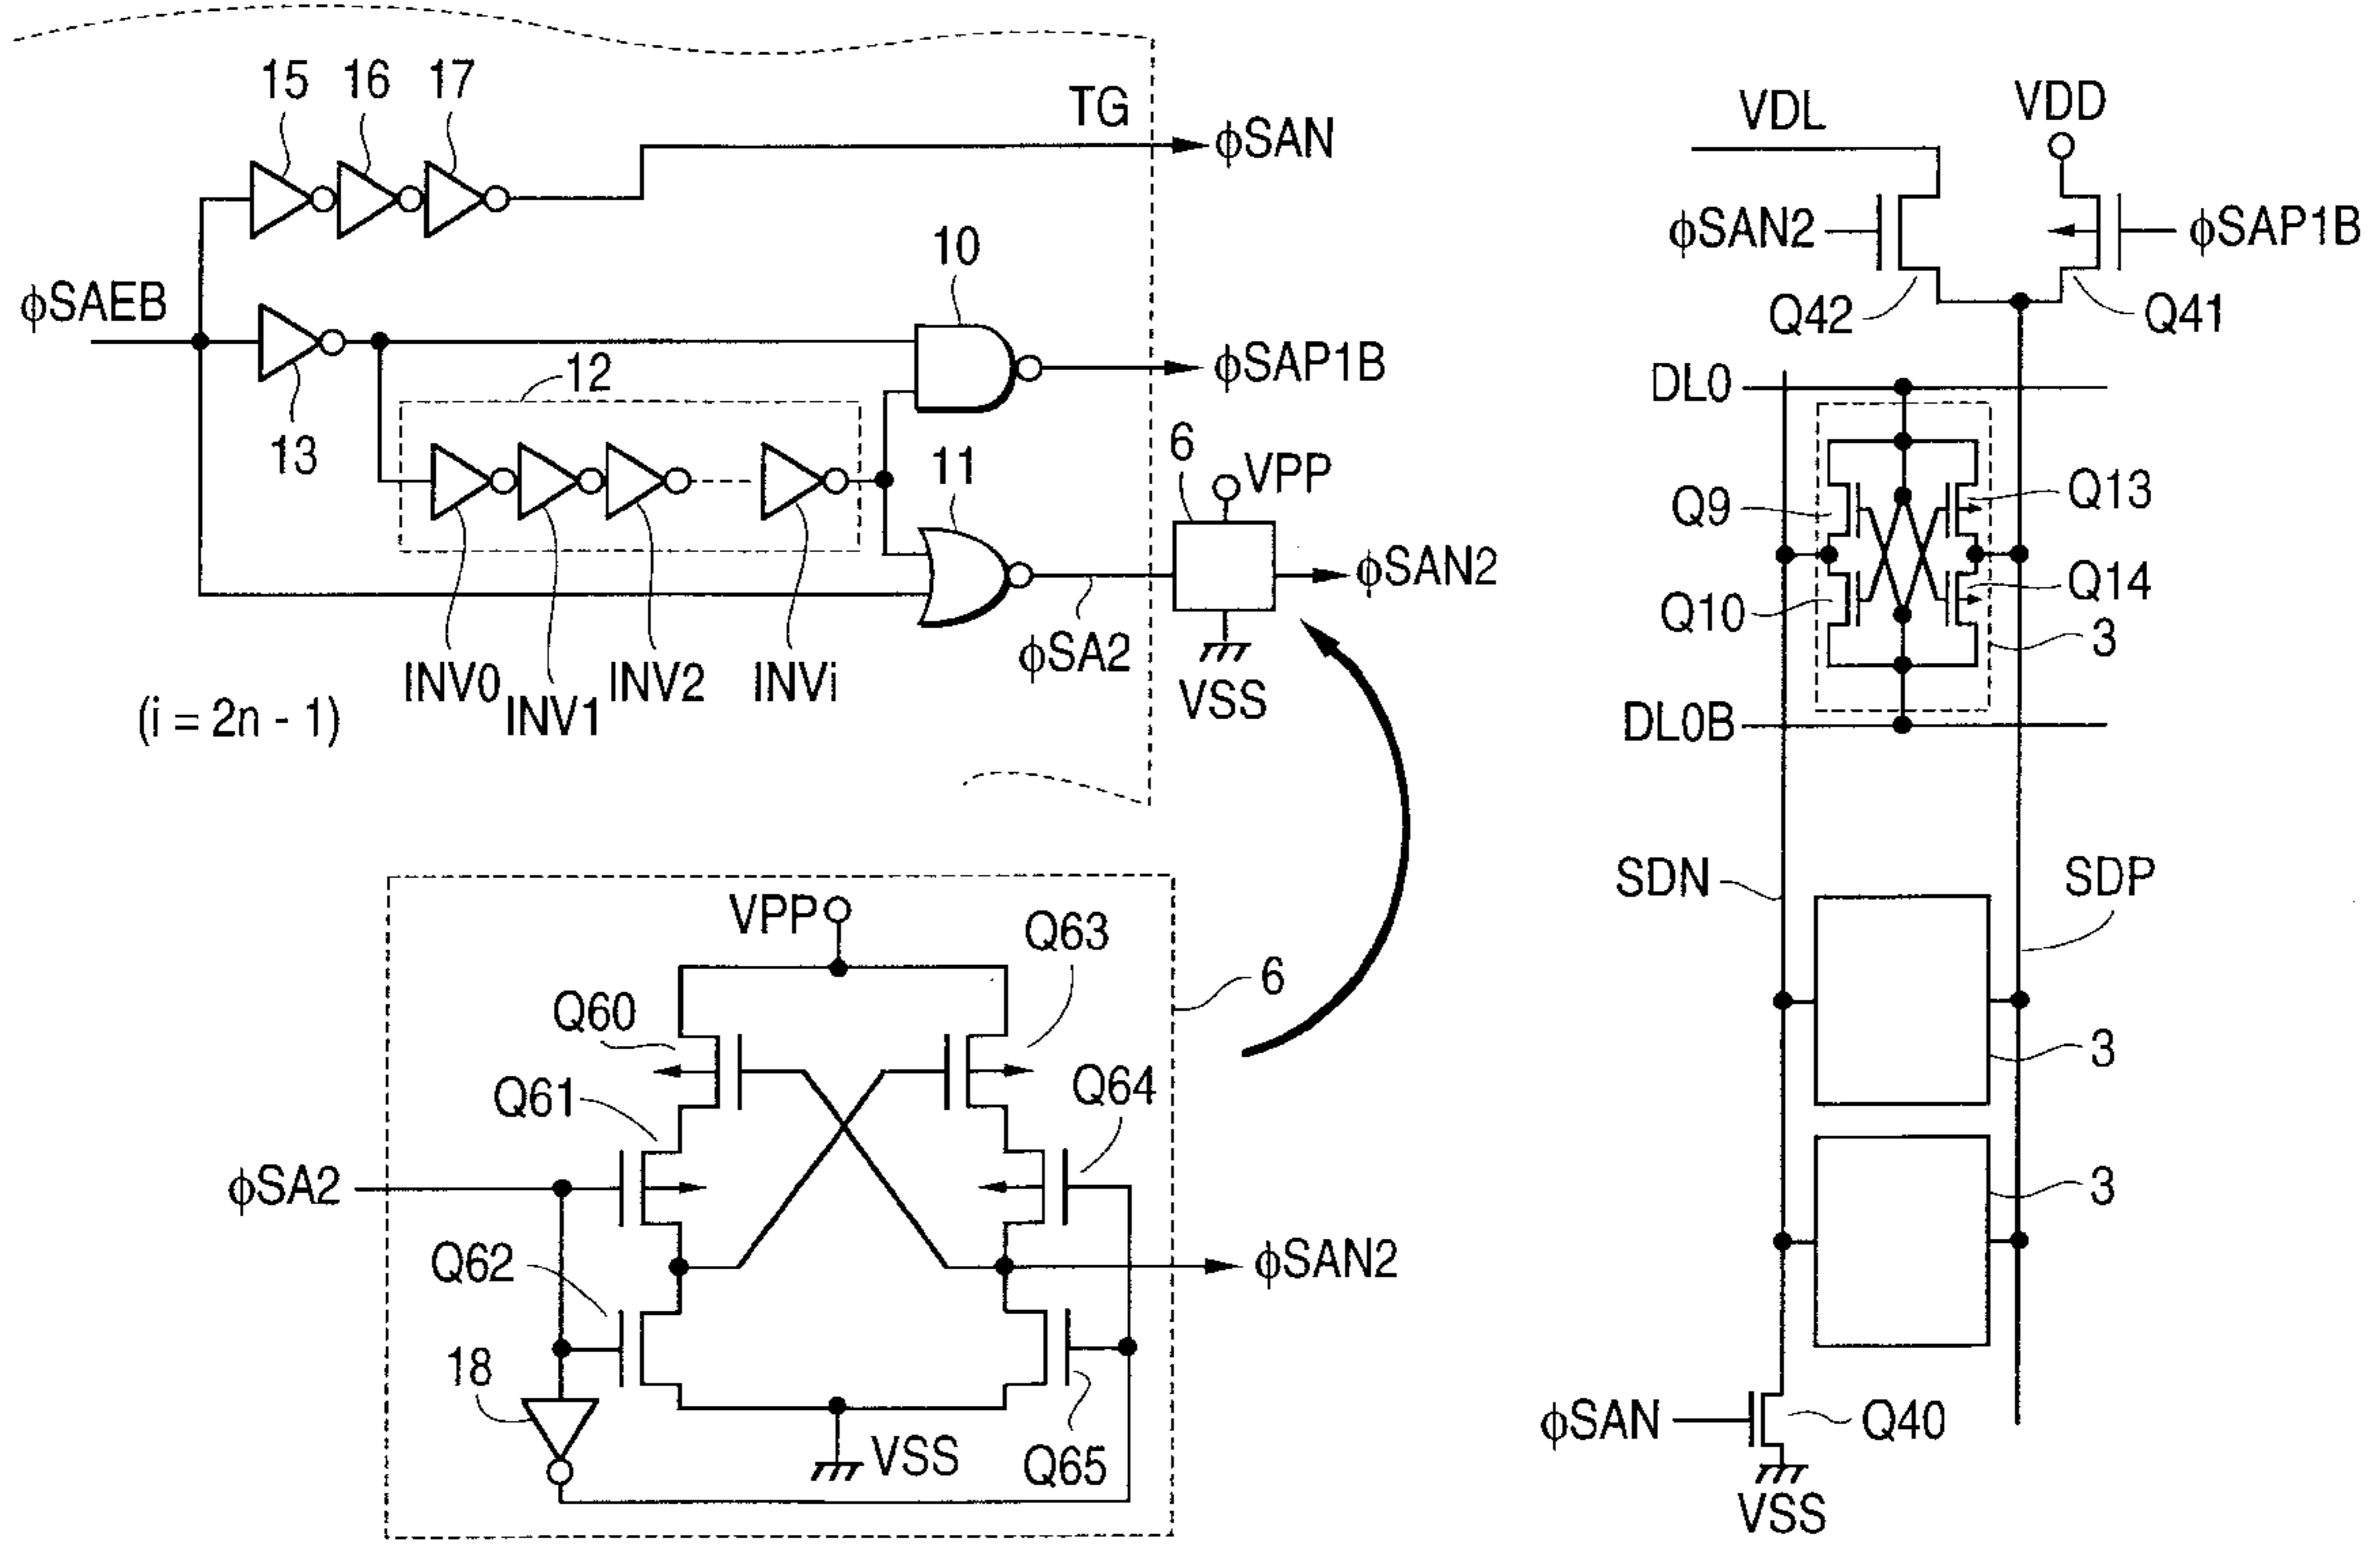 15 16 17
TG
ϕSAN
ϕSAEB
13
12
10
ϕSAP1B
11
6
VPP
ϕSAN2
ϕSA2
VSS
INV0
INV1
INV2
INVi
(i = 2n - 1)
VPP
Q60
Q63
6
Q61
Q64
ϕSA2
Q62
ϕSAN2
18
VSS
Q65
VDL
VDD
ϕSAN2
ϕSAP1B
Q42
Q41
DL0
Q9
Q13
Q10
Q14
3
DL0B
SDN
SDP
3
3
ϕSAN
Q40
VSS